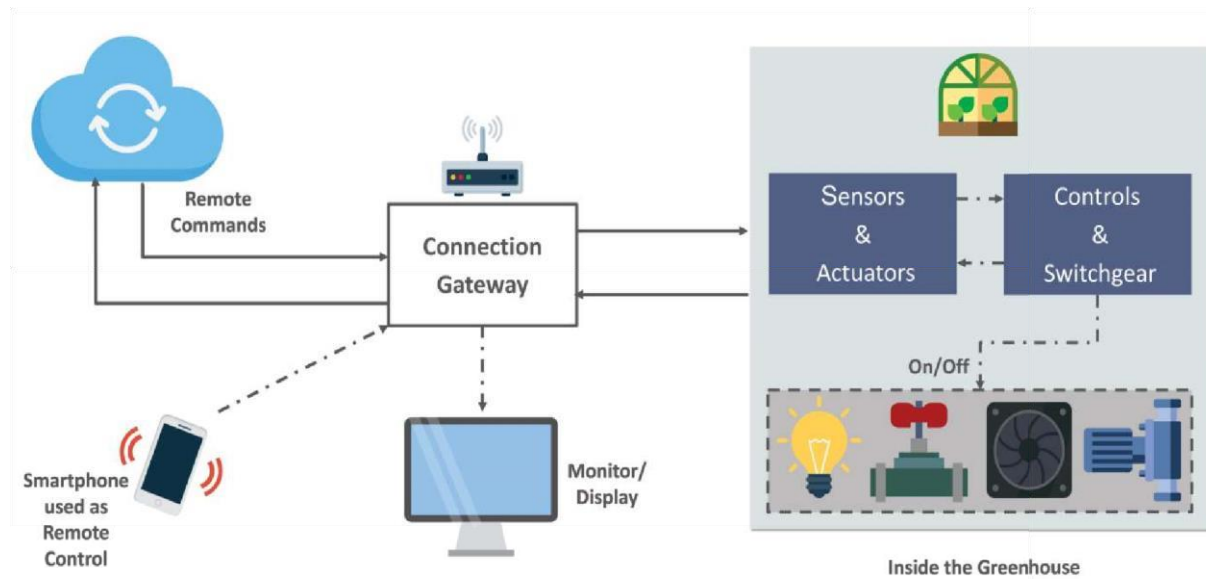 Remote
Commands
Connection
Gateway
Sensors
&
Actuators
Controls
&
Switchgear
On/Off
Smartphone
used as
Remote
Control
Monitor/
Display
Inside the Greenhouse